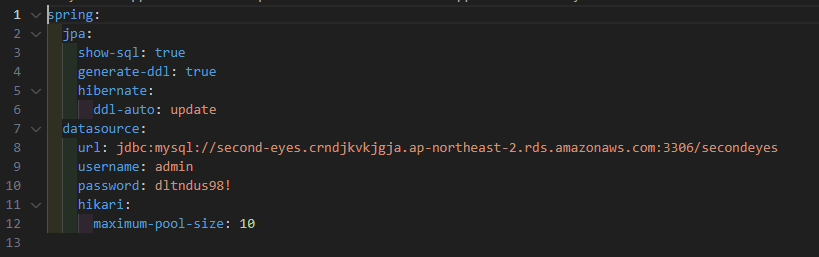 1 spring:
2 jpa:
3 show-sql: true
4 generate-ddl: true
5 hibernate:
6 ddl-auto: update
7 datasource:
8 url: jdbc:mysql://second-eyes.crndjkvkjgja.ap-northeast-2.rds.amazonaws.com:3306/secondeyes
9 username: admin
10 password: dltndus98!
11 hikari:
12 maximum-pool-size: 10
13